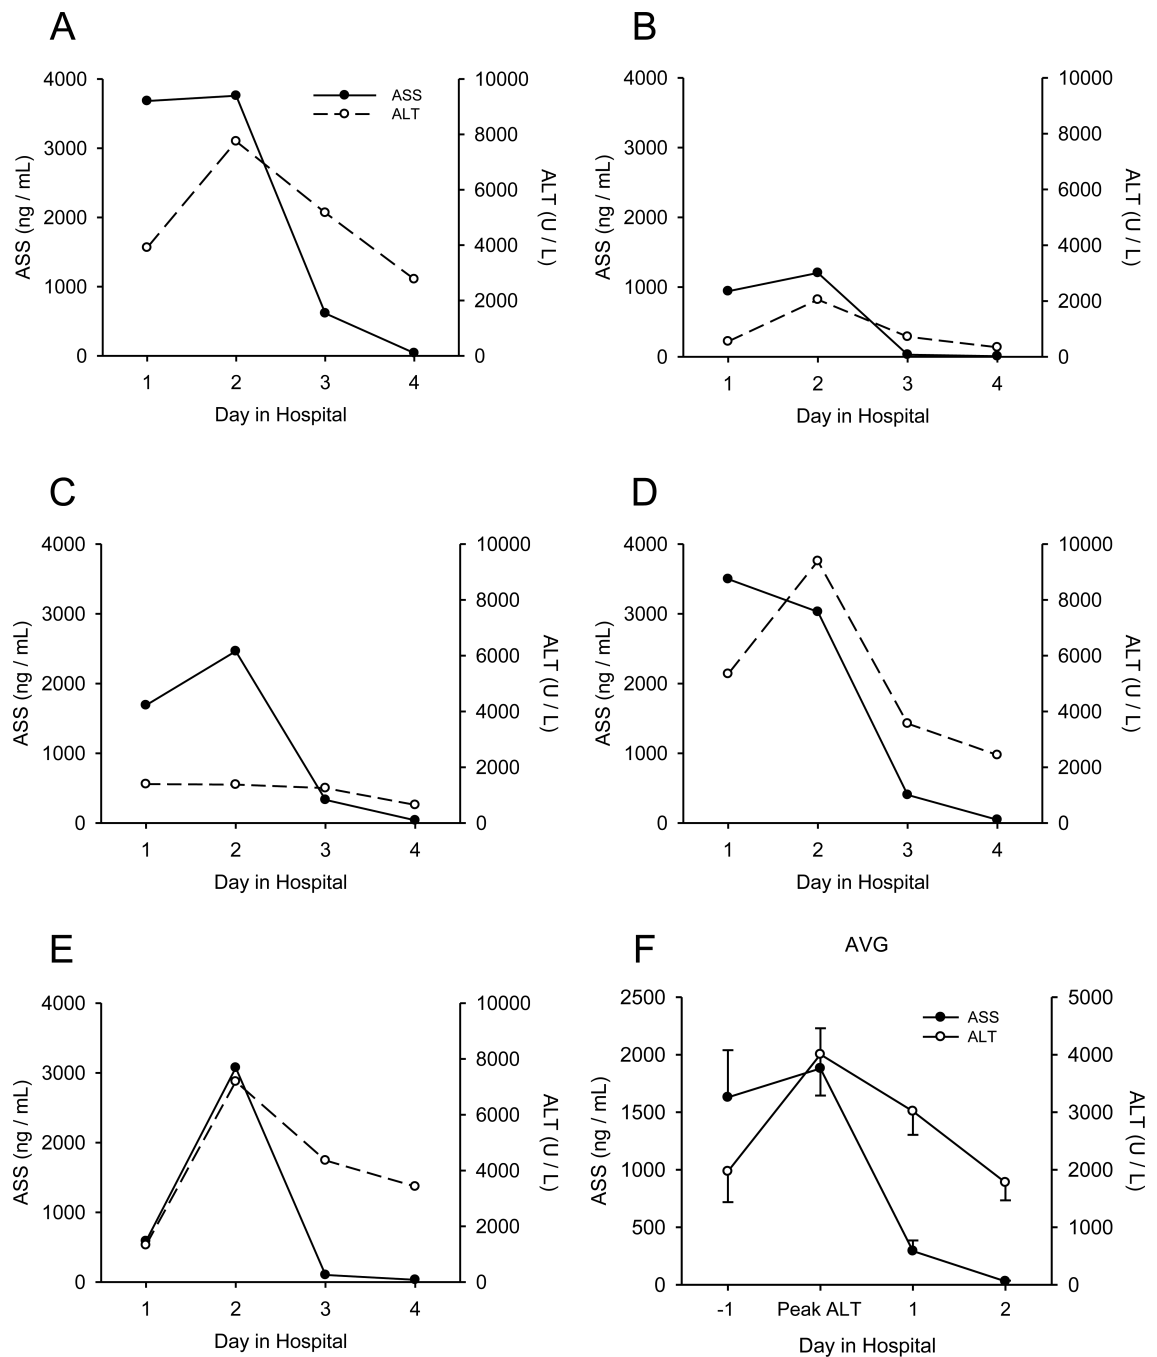 A
B
4000
3000
2000
1000
0
ASS (ng / mL)
ASS
ALT
10000
8000
6000
4000
2000
0
ALT (U / L)
1 2 3 4
Day in Hospital
4000
3000
2000
1000
0
ASS (ng / mL)
10000
8000
6000
4000
2000
0
ALT (U / L)
1 2 3 4
Day in Hospital
C
D
4000
3000
2000
1000
0
ASS (ng / mL)
10000
8000
6000
4000
2000
0
ALT (U / L)
1 2 3 4
Day in Hospital
4000
3000
2000
1000
0
ASS (ng / mL)
10000
8000
6000
4000
2000
0
ALT (U / L)
1 2 3 4
Day in Hospital
E
F
AVG
4000
3000
2000
1000
0
ASS (ng / mL)
10000
8000
6000
4000
2000
0
ALT (U / L)
1 2 3 4
Day in Hospital
2500
2000
1500
1000
500
0
ASS (ng / mL)
ASS
ALT
5000
4000
3000
2000
1000
0
ALT (U / L)
-1 Peak ALT 1 2
Day in Hospital